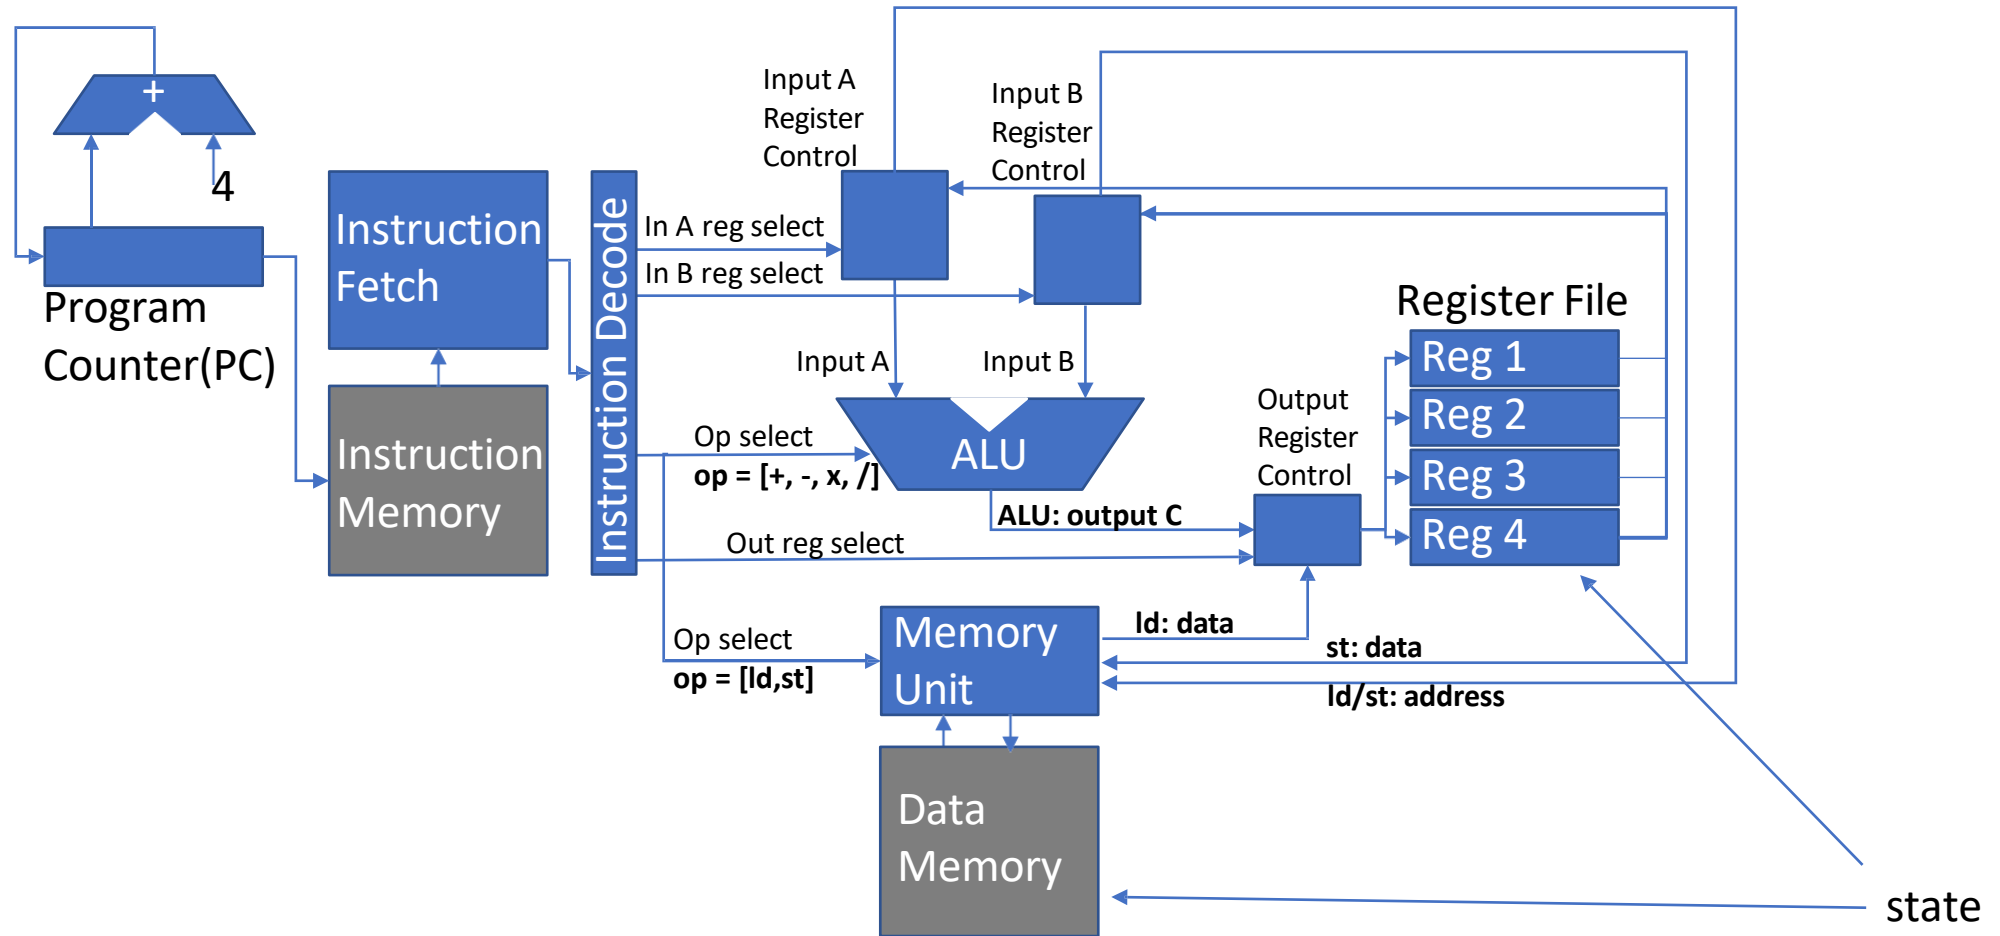 +
4
Program
Counter(PC)
Instruction
Fetch
Instruction
Memory
Instruction Decode
Input A
Register
Control
Input B
Register
Control
In A reg select
In B reg select
Input A
Input B
Op select
op = [+, -, x, /]
ALU
ALU: output C
Out reg select
Output
Register
Control
Register File
Reg 1
Reg 2
Reg 3
Reg 4
Op select
op = [ld,st]
Memory
Unit
ld: data
st: data
ld/st: address
Data
Memory
state